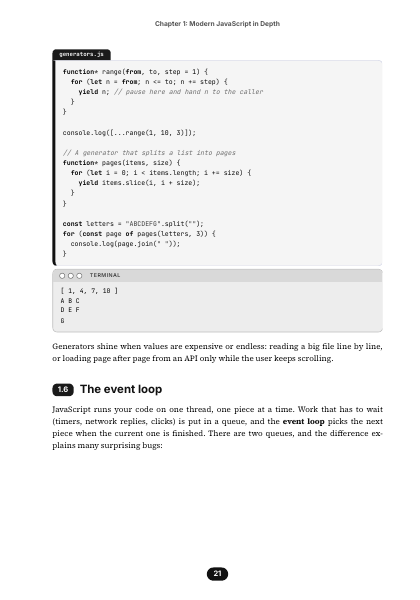 Chapter 1: Modern JavaScript in Depth
generators.js
function* range(from, to, step = 1) {
  for (let n = from; n <= to; n += step) {
    yield n; // pause here and hand n to the caller
  }
}

console.log([...range(1, 10, 3)]);

// A generator that splits a list into pages
function* pages(items, size) {
  for (let i = 0; i < items.length; i += size) {
    yield items.slice(i, i + size);
  }
}

const letters = "ABCDEFG".split("");
for (const page of pages(letters, 3)) {
  console.log(page.join(" "));
}
TERMINAL
[ 1, 4, 7, 10 ]
A B C
D E F
G
Generators shine when values are expensive or endless: reading a big file line by line,
or loading page after page from an API only while the user keeps scrolling.
1.6 The event loop
JavaScript runs your code on one thread, one piece at a time. Work that has to wait
(timers, network replies, clicks) is put in a queue, and the event loop picks the next
piece when the current one is finished. There are two queues, and the difference ex-
plains many surprising bugs:
21